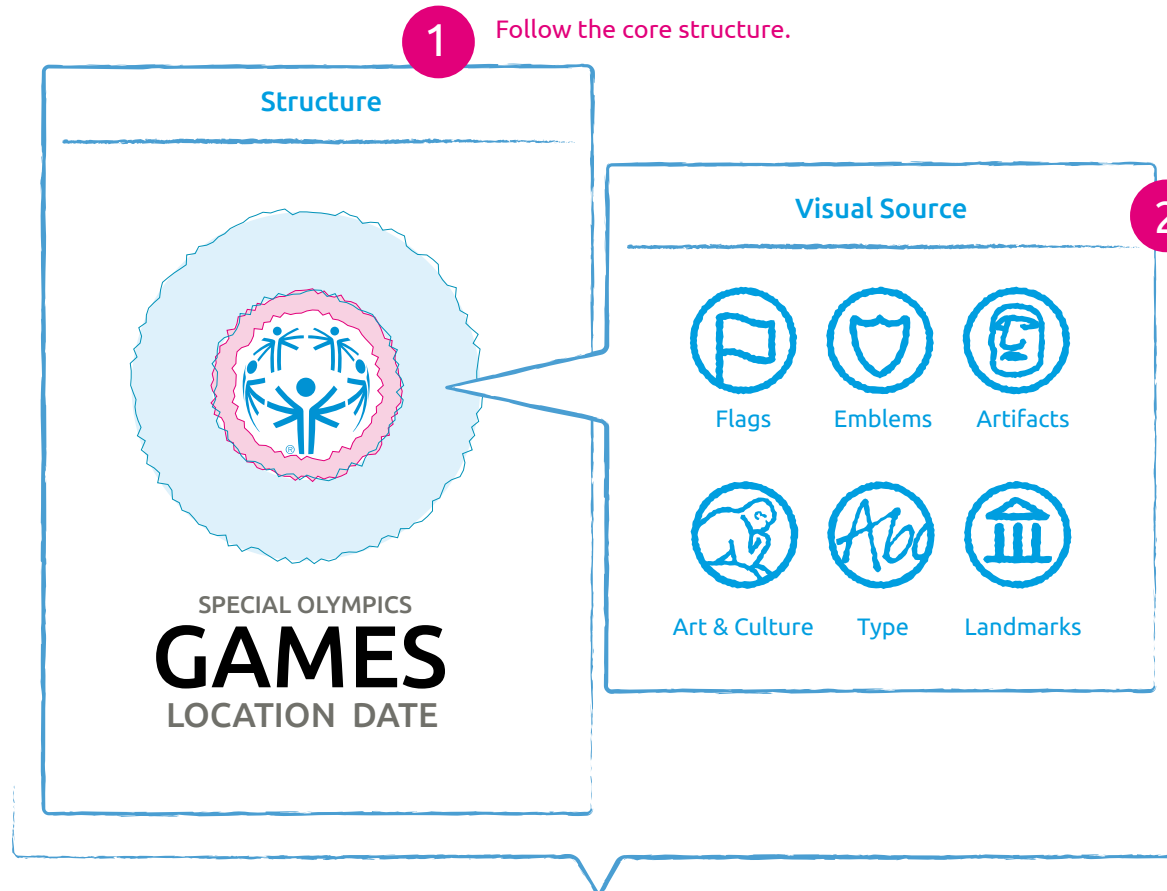 1
Follow the core structure.
Structure
®
SPECIAL OLYMPICS
GAMES
LOCATION DATE
Visual Source
2
Flags
Emblems
Artifacts
Abc
Art & Culture
Type
Landmarks